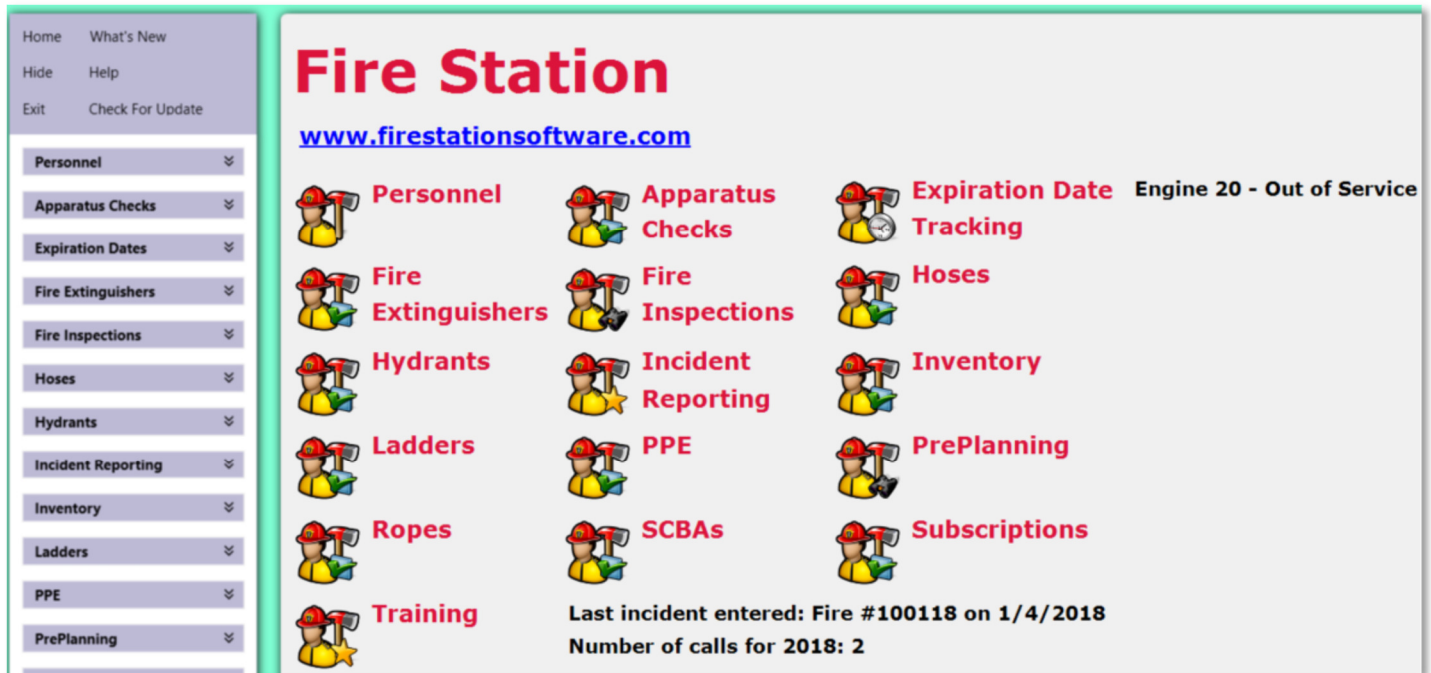 Home What's New
Hide Help
Exit Check For Update
Personnel
Apparatus Checks
Expiration Dates
Fire Extinguishers
Fire Inspections
Hoses
Hydrants
Incident Reporting
Inventory
Ladders
PPE
PrePlanning
Fire Station
www.firestationsoftware.com
Personnel
Apparatus
Checks
Expiration Date
Tracking
Engine 20 - Out of Service
Fire
Extinguishers
Fire
Inspections
Hoses
Hydrants
Incident
Reporting
Inventory
Ladders
PPE
PrePlanning
Ropes
SCBAs
Subscriptions
Training
Last incident entered: Fire #100118 on 1/4/2018
Number of calls for 2018: 2